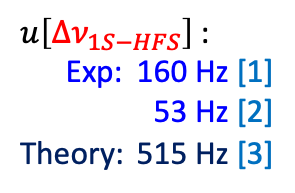 u[Δν1S−HFS] :
Exp: 160 Hz [1]
53 Hz [2]
Theory: 515 Hz [3]